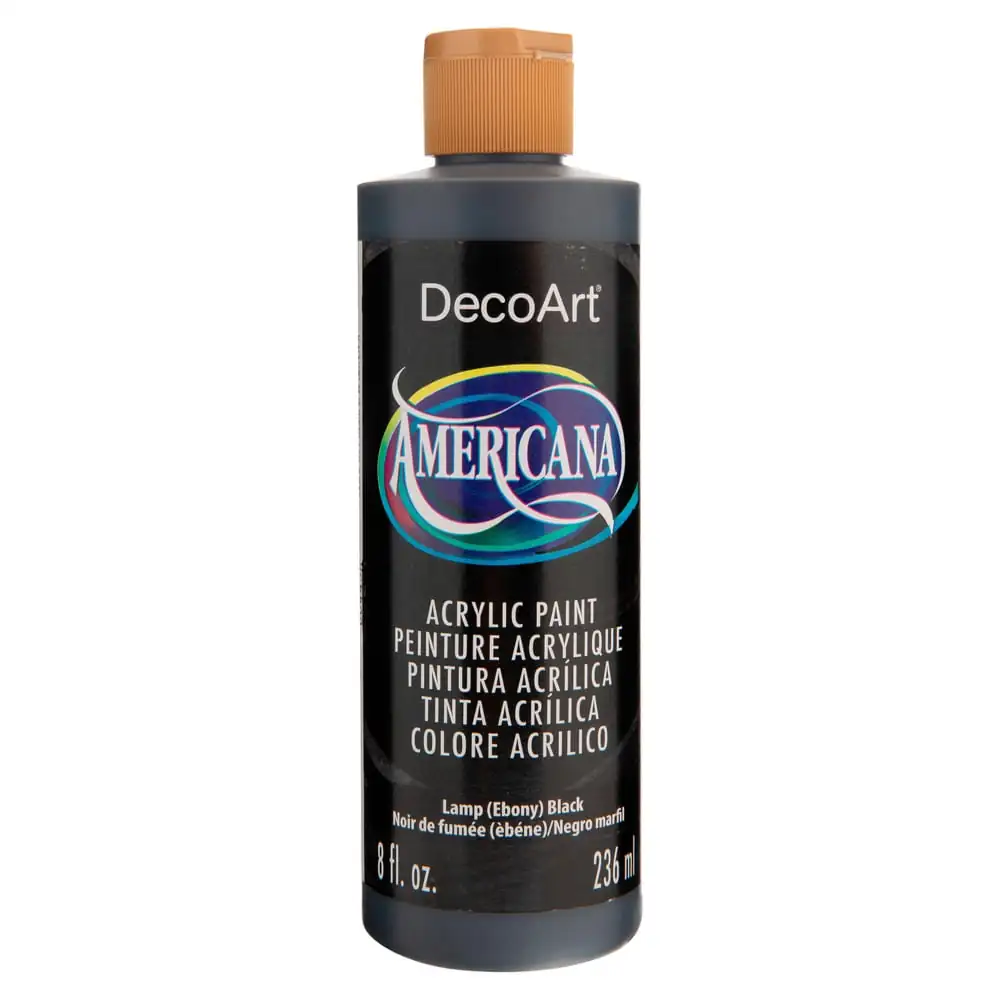 DecoArt®
AMERICANA
ACRYLIC PAINT
PEINTURE ACRYLIQUE
PINTURA ACRÍLICA
TINTA ACRÍLICA
COLORE ACRILICO
Lamp (Ebony) Black
Noir de fumée (èbéne)/Negro marfil
8 fl. oz. 236 ml